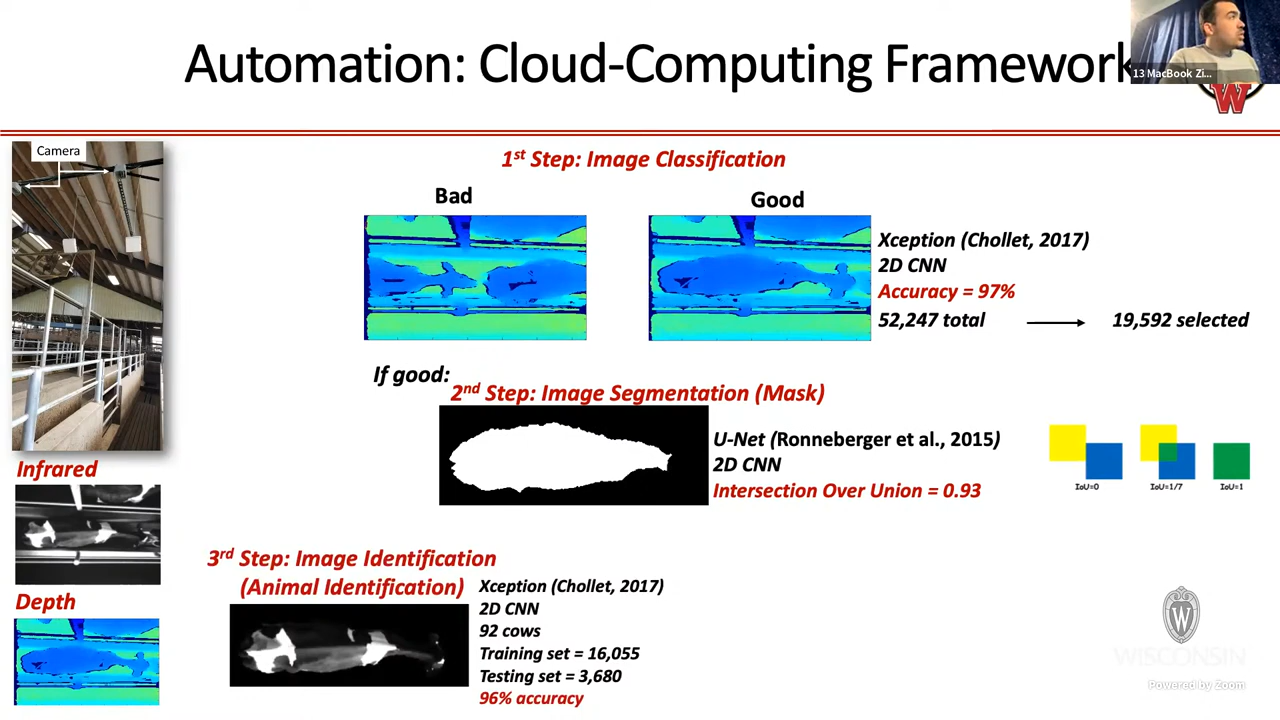 Automation: Cloud-Computing Framework
13 MacBook Zi...
W
Camera
1st Step: Image Classification
Bad
Good
Xception (Chollet, 2017)
2D CNN
Accuracy = 97%
52,247 total
19,592 selected
If good:
2nd Step: Image Segmentation (Mask)
U-Net (Ronneberger et al., 2015)
2D CNN
Intersection Over Union = 0.93
IoU=0
IoU=1/7
IoU=1
Infrared
Depth
3rd Step: Image Identification
(Animal Identification)
Xception (Chollet, 2017)
2D CNN
92 cows
Training set = 16,055
Testing set = 3,680
96% accuracy
W
WISCONSIN
Powered by Zoom